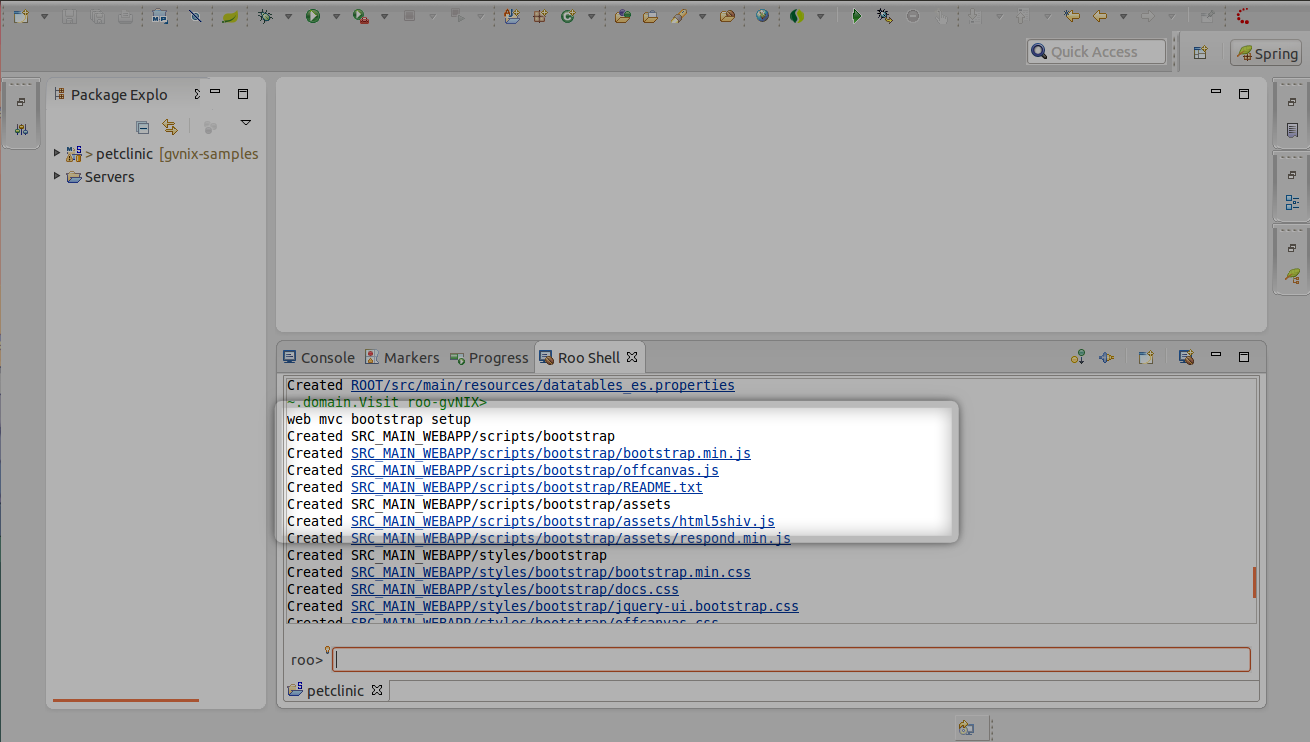 Quick Access
Spring
Package Explo
> petclinic [gvnix-samples
Servers
Console Markers Progress Roo Shell
Created ROOT/src/main/resources/datatables_es.properties
~.domain.Visit roo-gvNIX>
web mvc bootstrap setup
Created SRC_MAIN_WEBAPP/scripts/bootstrap
Created SRC_MAIN_WEBAPP/scripts/bootstrap/bootstrap.min.js
Created SRC_MAIN_WEBAPP/scripts/bootstrap/offcanvas.js
Created SRC_MAIN_WEBAPP/scripts/bootstrap/README.txt
Created SRC_MAIN_WEBAPP/scripts/bootstrap/assets
Created SRC_MAIN_WEBAPP/scripts/bootstrap/assets/html5shiv.js
Created SRC_MAIN_WEBAPP/scripts/bootstrap/assets/respond.min.js
Created SRC_MAIN_WEBAPP/styles/bootstrap
Created SRC_MAIN_WEBAPP/styles/bootstrap/bootstrap.min.css
Created SRC_MAIN_WEBAPP/styles/bootstrap/docs.css
Created SRC_MAIN_WEBAPP/styles/bootstrap/jquery-ui.bootstrap.css
Created SRC_MAIN_WEBAPP/styles/bootstrap/offcanvas.css
roo>
petclinic